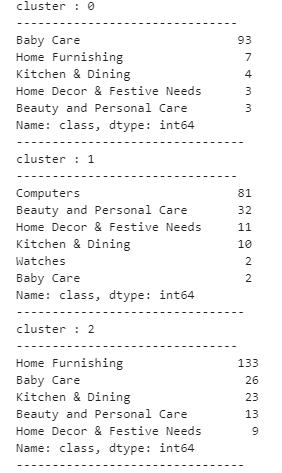 cluster : 0
------------------------------
Baby Care 93
Home Furnishing 7
Kitchen & Dining 4
Home Decor & Festive Needs 3
Beauty and Personal Care 3
Name: class, dtype: int64
-------------------------------
cluster : 1
------------------------------
Computers 81
Beauty and Personal Care 32
Home Decor & Festive Needs 11
Kitchen & Dining 10
Watches 2
Baby Care 2
Name: class, dtype: int64
-------------------------------
cluster : 2
------------------------------
Home Furnishing 133
Baby Care 26
Kitchen & Dining 23
Beauty and Personal Care 13
Home Decor & Festive Needs 9
Name: class, dtype: int64
-------------------------------